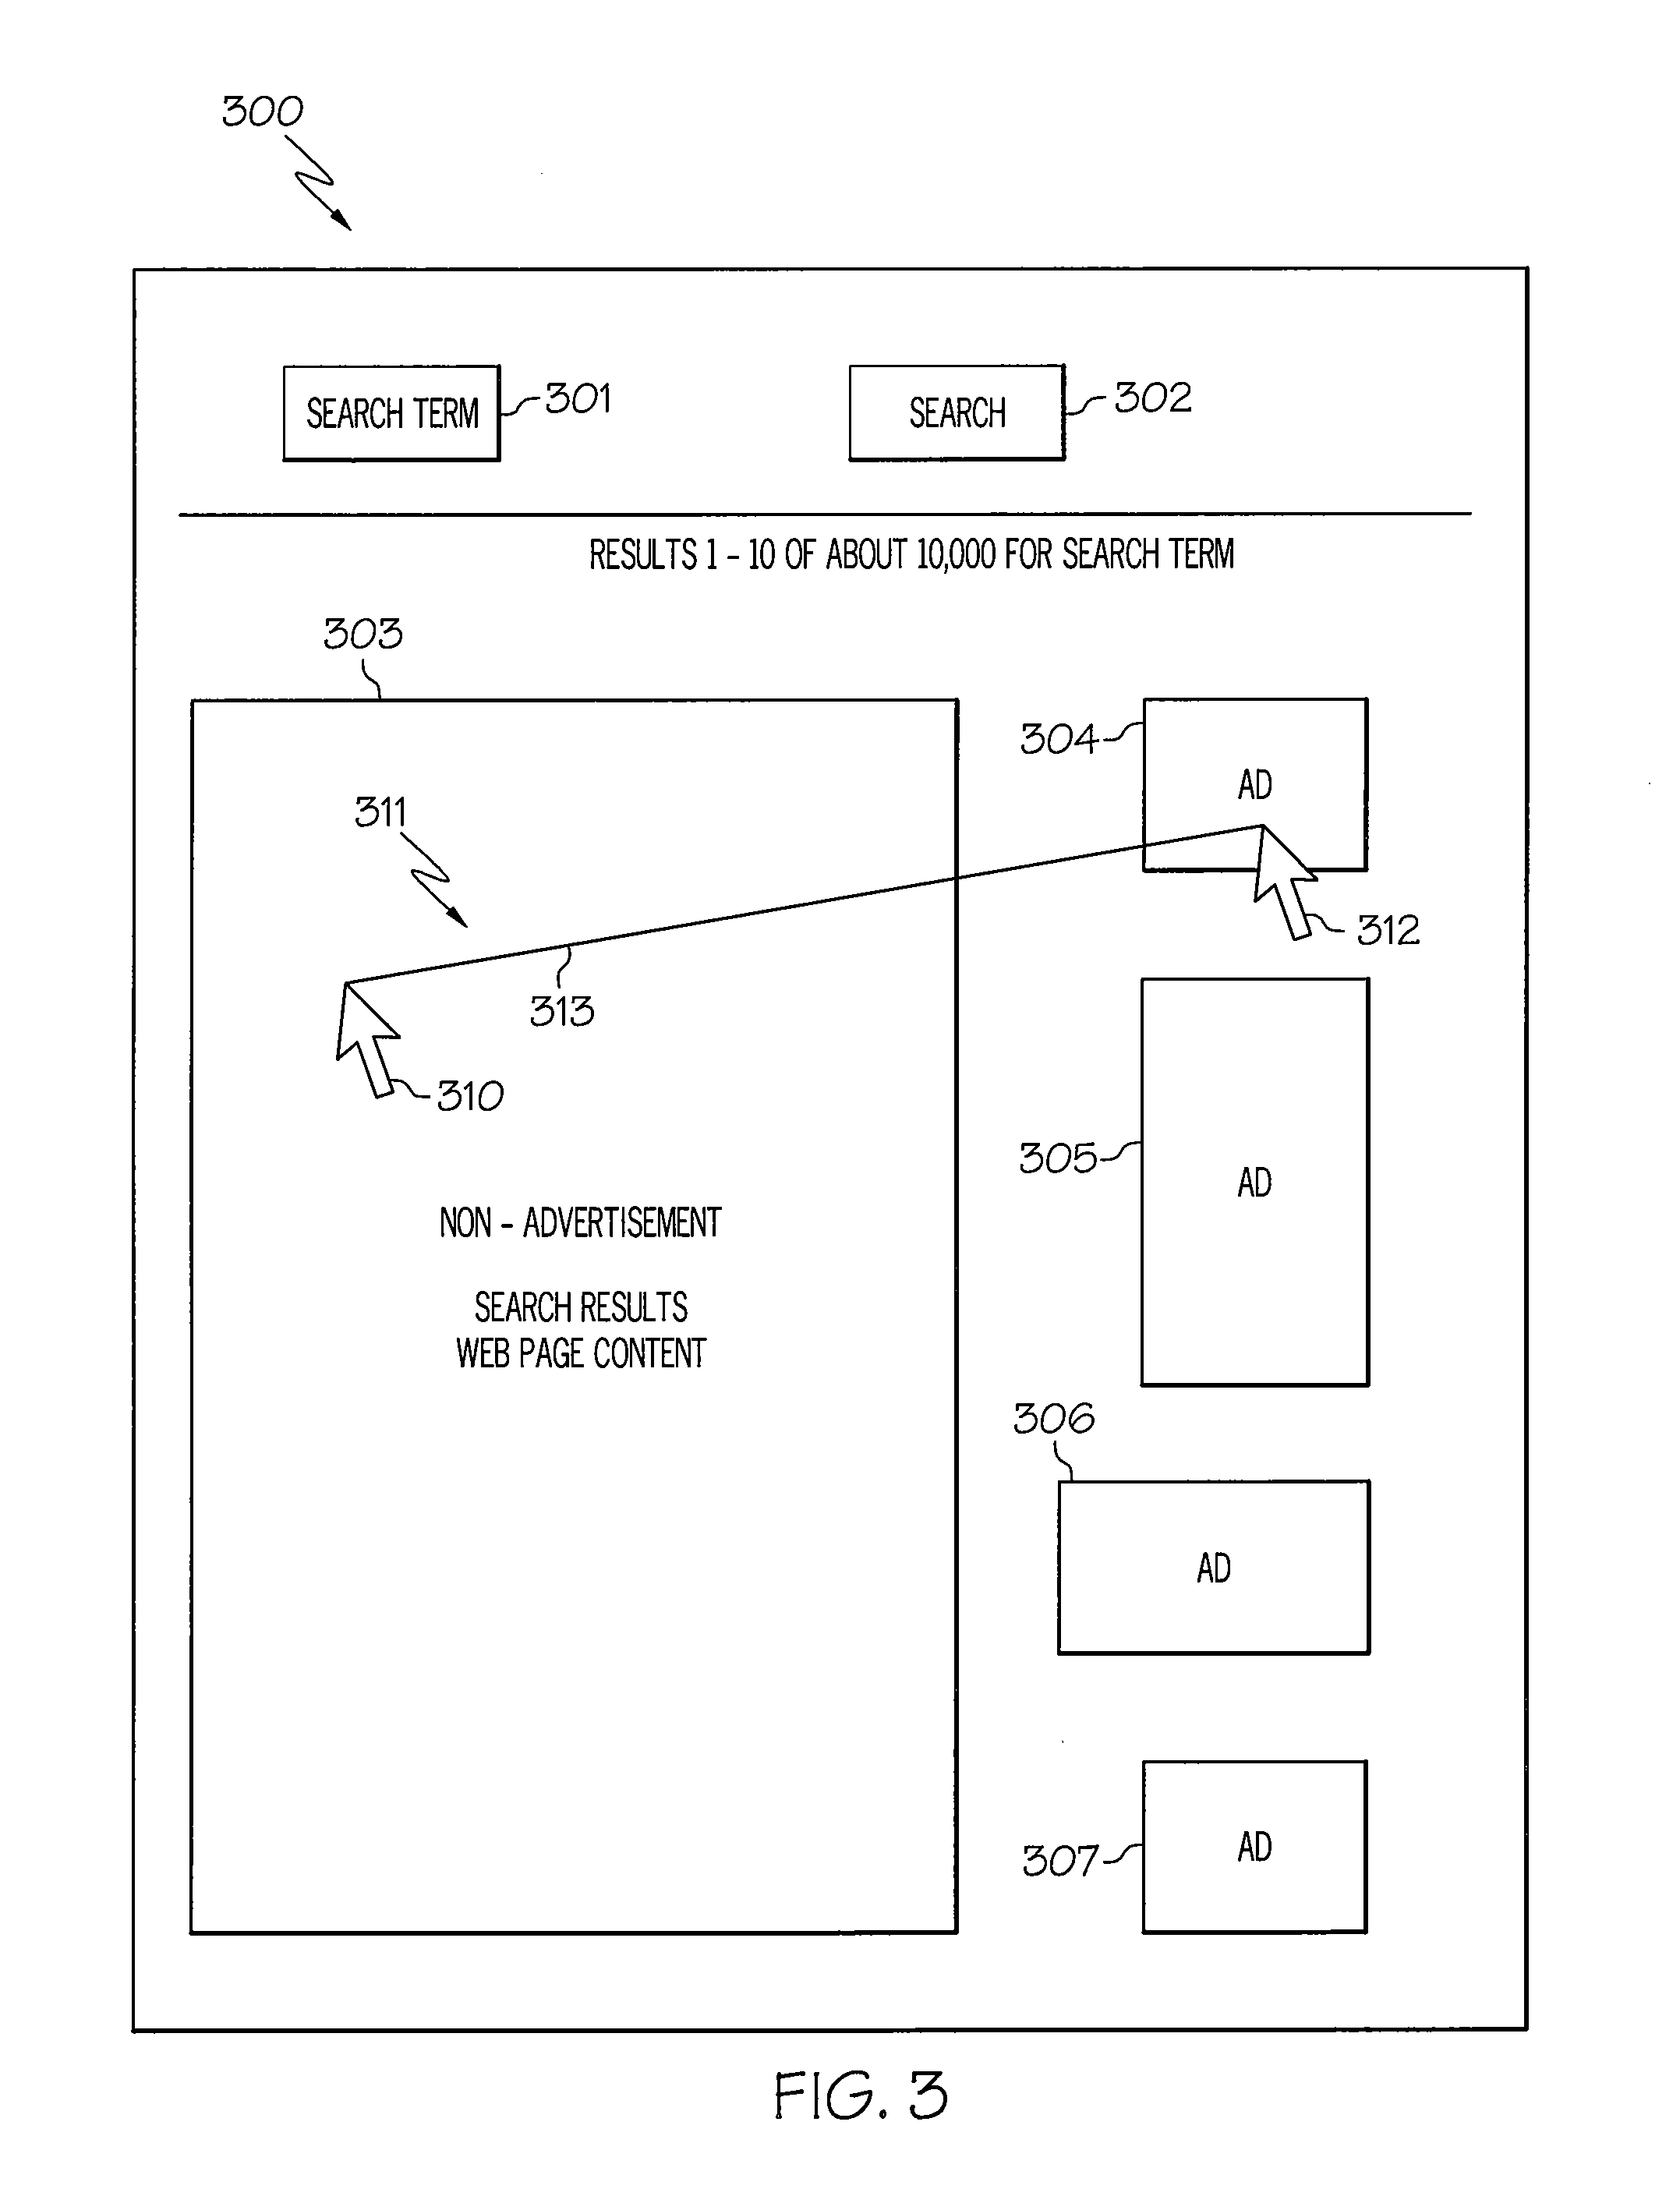 300
SEARCH TERM
301
SEARCH
302
RESULTS 1 - 10 OF ABOUT 10,000 FOR SEARCH TERM
303
304
AD
311
312
313
310
305
AD
NON - ADVERTISEMENT
SEARCH RESULTS
WEB PAGE CONTENT
306
AD
307
AD
FIG. 3